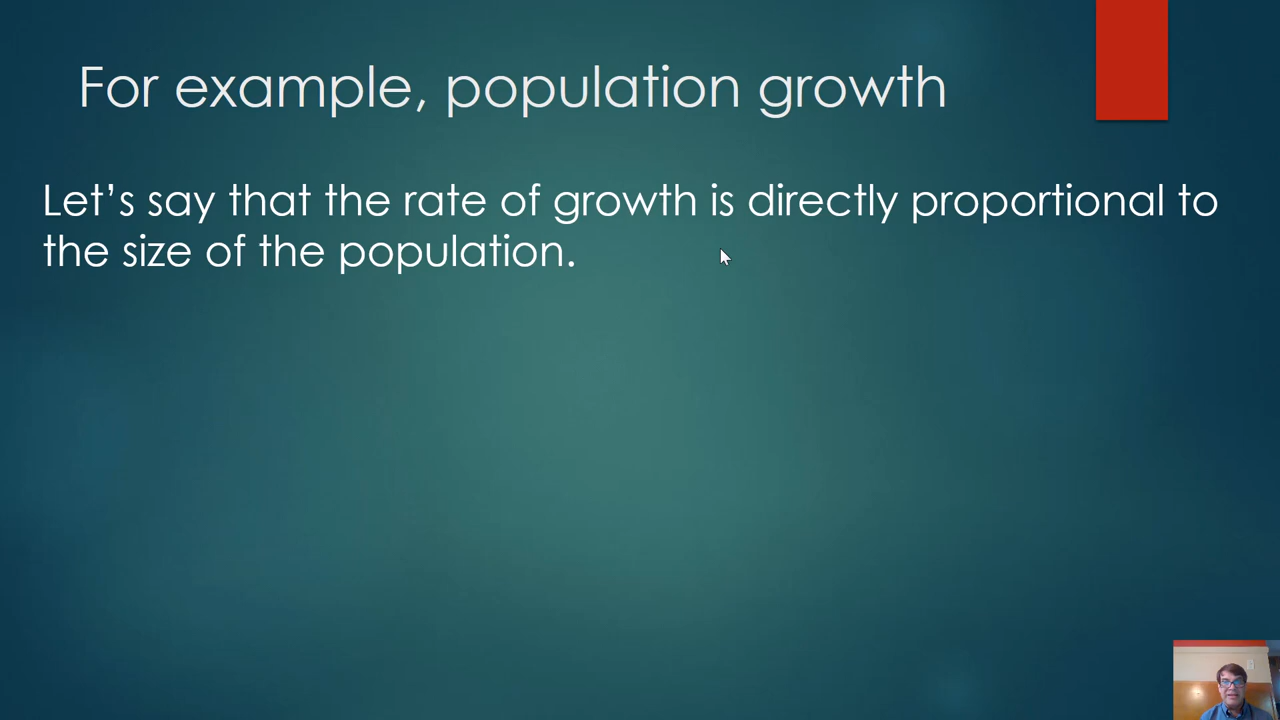 For example, population growth
Let’s say that the rate of growth is directly proportional to
the size of the population.